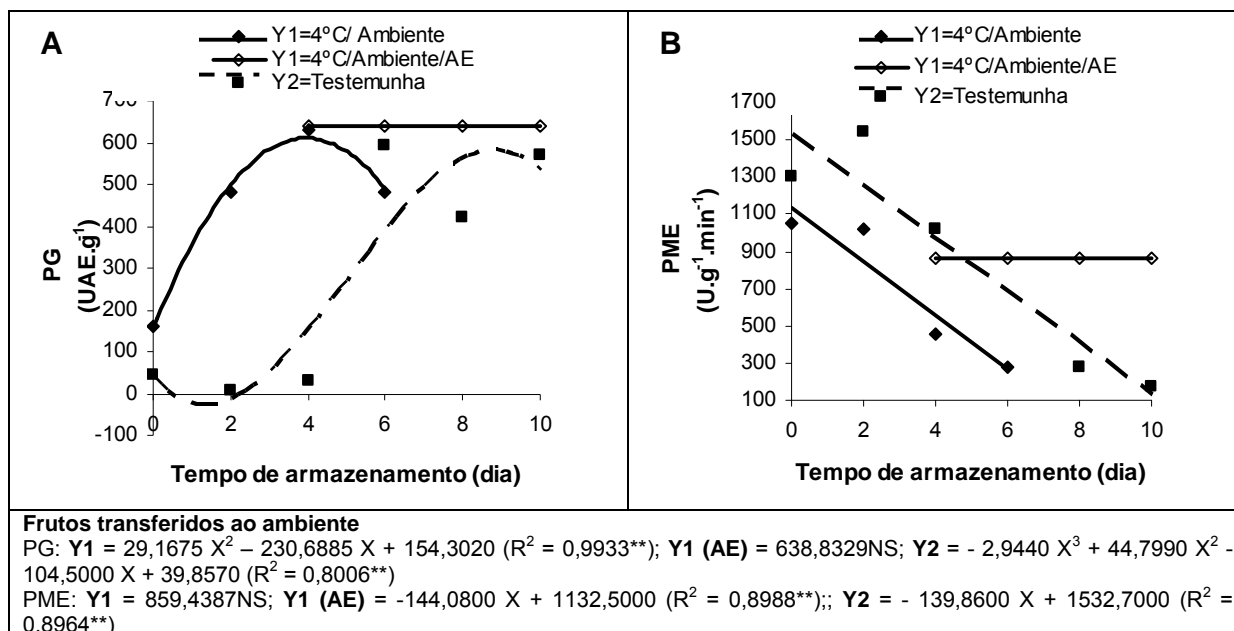 A
Y1=4ºC/ Ambiente
Y1=4ºC/Ambiente/AE
Y2=Testemunha
700
600
500
400
300
200
100
0
-100
0 2 4 6 8 10
PG
(UAE.g¹)
Tempo de armazenamento (dia)
B
Y1=4ºC/Ambiente
Y1=4ºC/Ambiente/AE
Y2=Testemunha
1700
1500
1300
1100
900
700
500
300
100
0 2 4 6 8 10
PME
(U.g⁻¹.min⁻¹)
Tempo de armazenamento (dia)
Frutos transferidos ao ambiente
PG: Y1 = 29,1675 X² – 230,6885 X + 154,3020 (R² = 0,9933**); Y1 (AE) = 638,8329NS; Y2 = - 2,9440 X³ + 44,7990 X² -
104,5000 X + 39,8570 (R² = 0,8006**)
PME: Y1 = 859,4387NS; Y1 (AE) = -144,0800 X + 1132,5000 (R² = 0,8988**);; Y2 = - 139,8600 X + 1532,7000 (R² =
0,8964**)